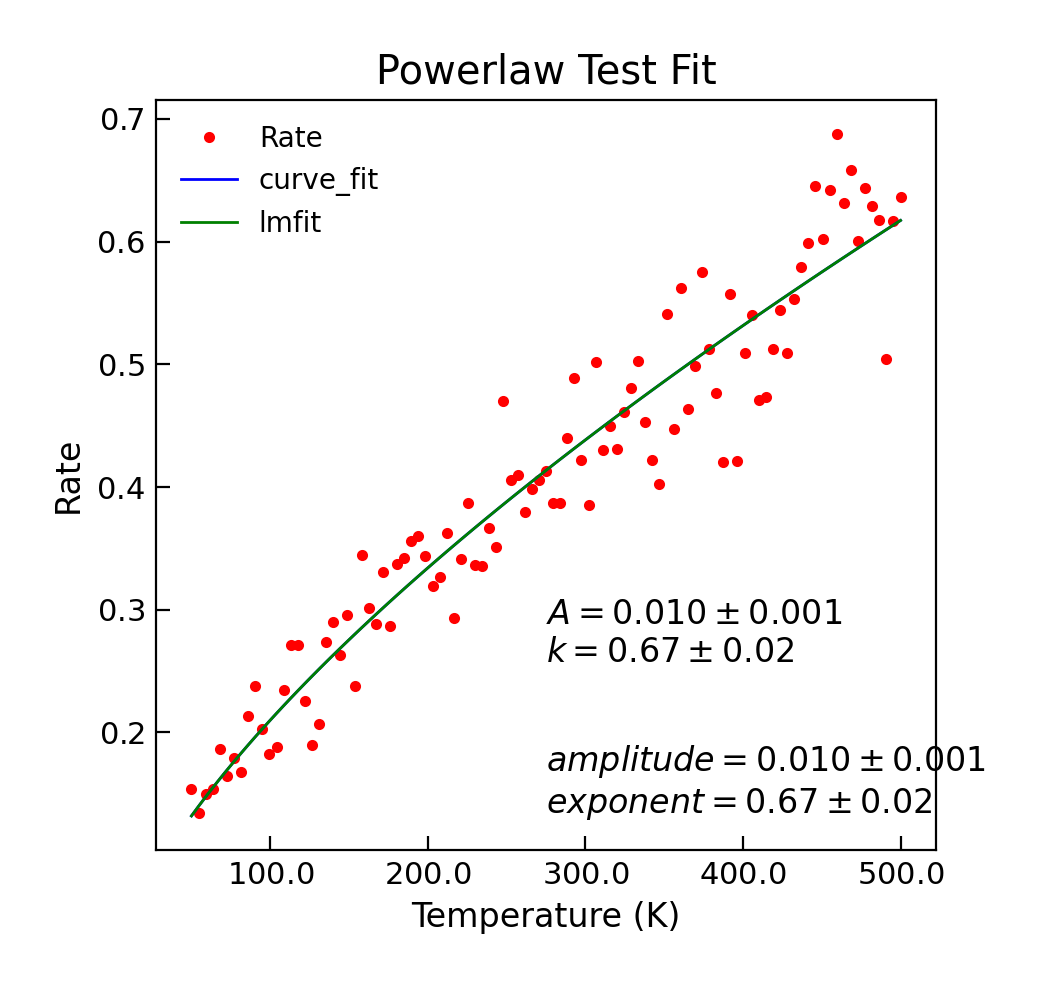 Powerlaw Test Fit
0.7
0.6
0.5
0.4
0.3
0.2
Rate
Rate
curve_fit
lmfit
A = 0.010 ± 0.001
k = 0.67 ± 0.02
amplitude = 0.010 ± 0.001
exponent = 0.67 ± 0.02
100.0 200.0 300.0 400.0 500.0
Temperature (K)